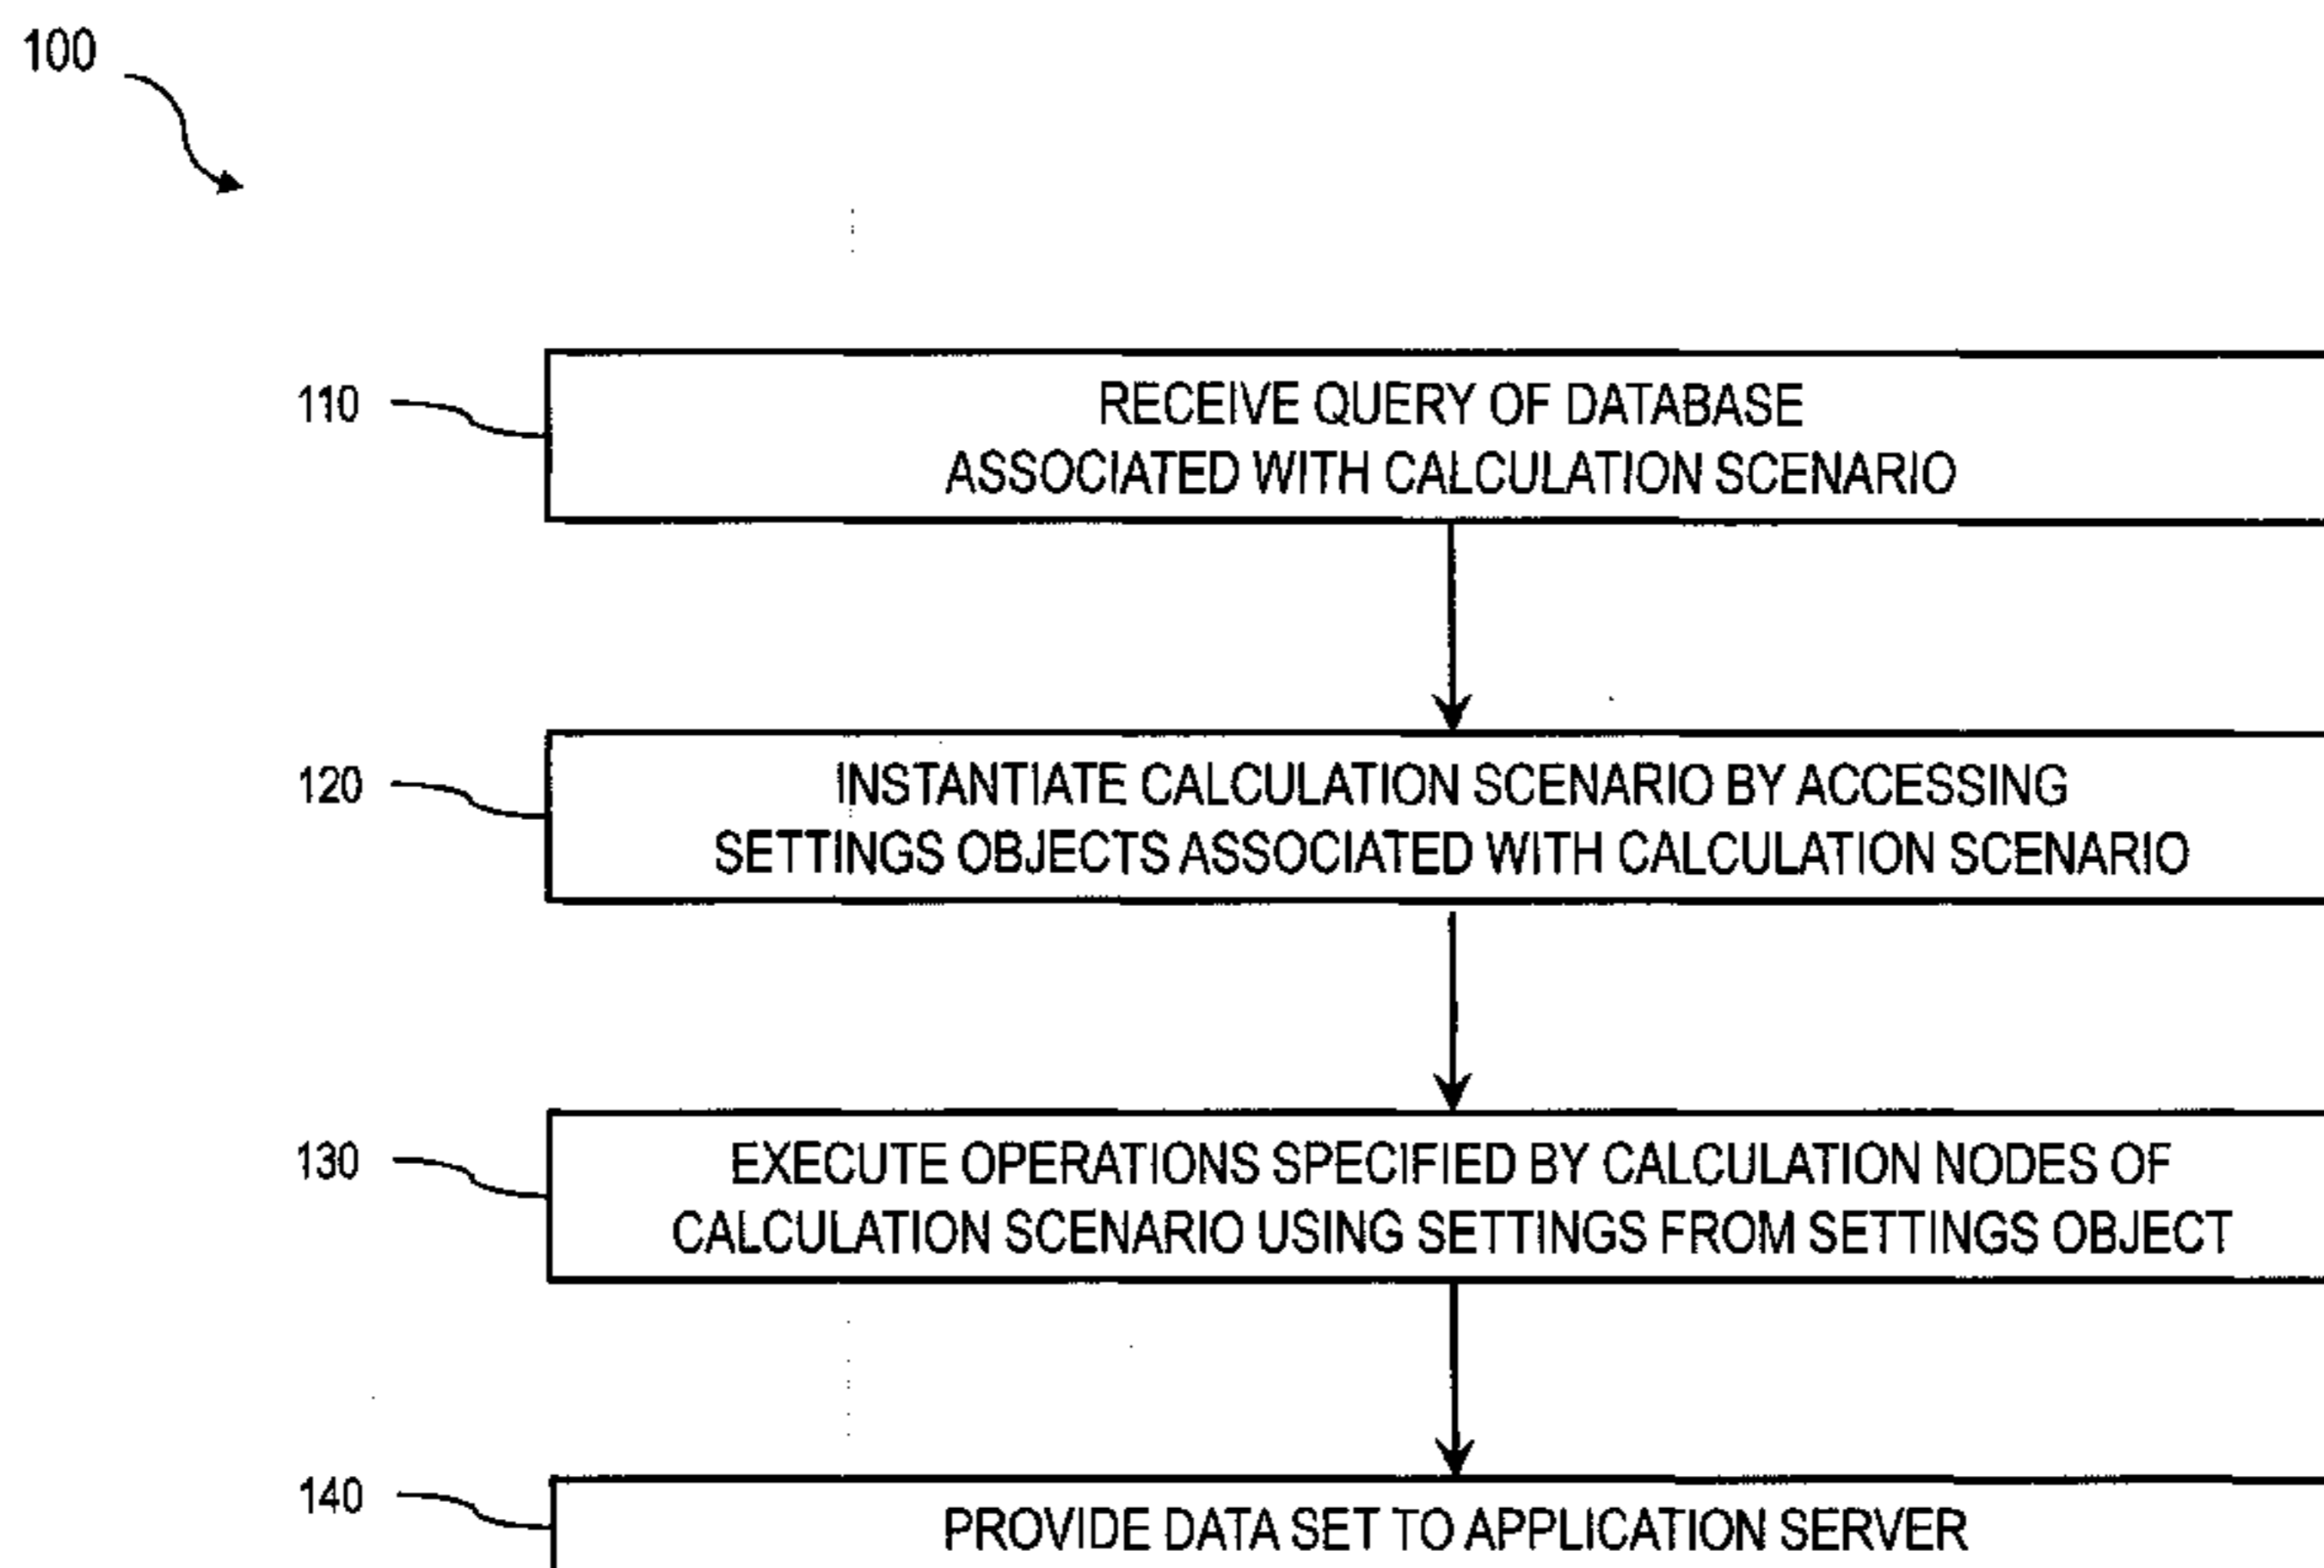 100
110
RECEIVE QUERY OF DATABASE
ASSOCIATED WITH CALCULATION SCENARIO
120
INSTANTIATE CALCULATION SCENARIO BY ACCESSING
SETTINGS OBJECTS ASSOCIATED WITH CALCULATION SCENARIO
130
EXECUTE OPERATIONS SPECIFIED BY CALCULATION NODES OF
CALCULATION SCENARIO USING SETTINGS FROM SETTINGS OBJECT
140
PROVIDE DATA SET TO APPLICATION SERVER